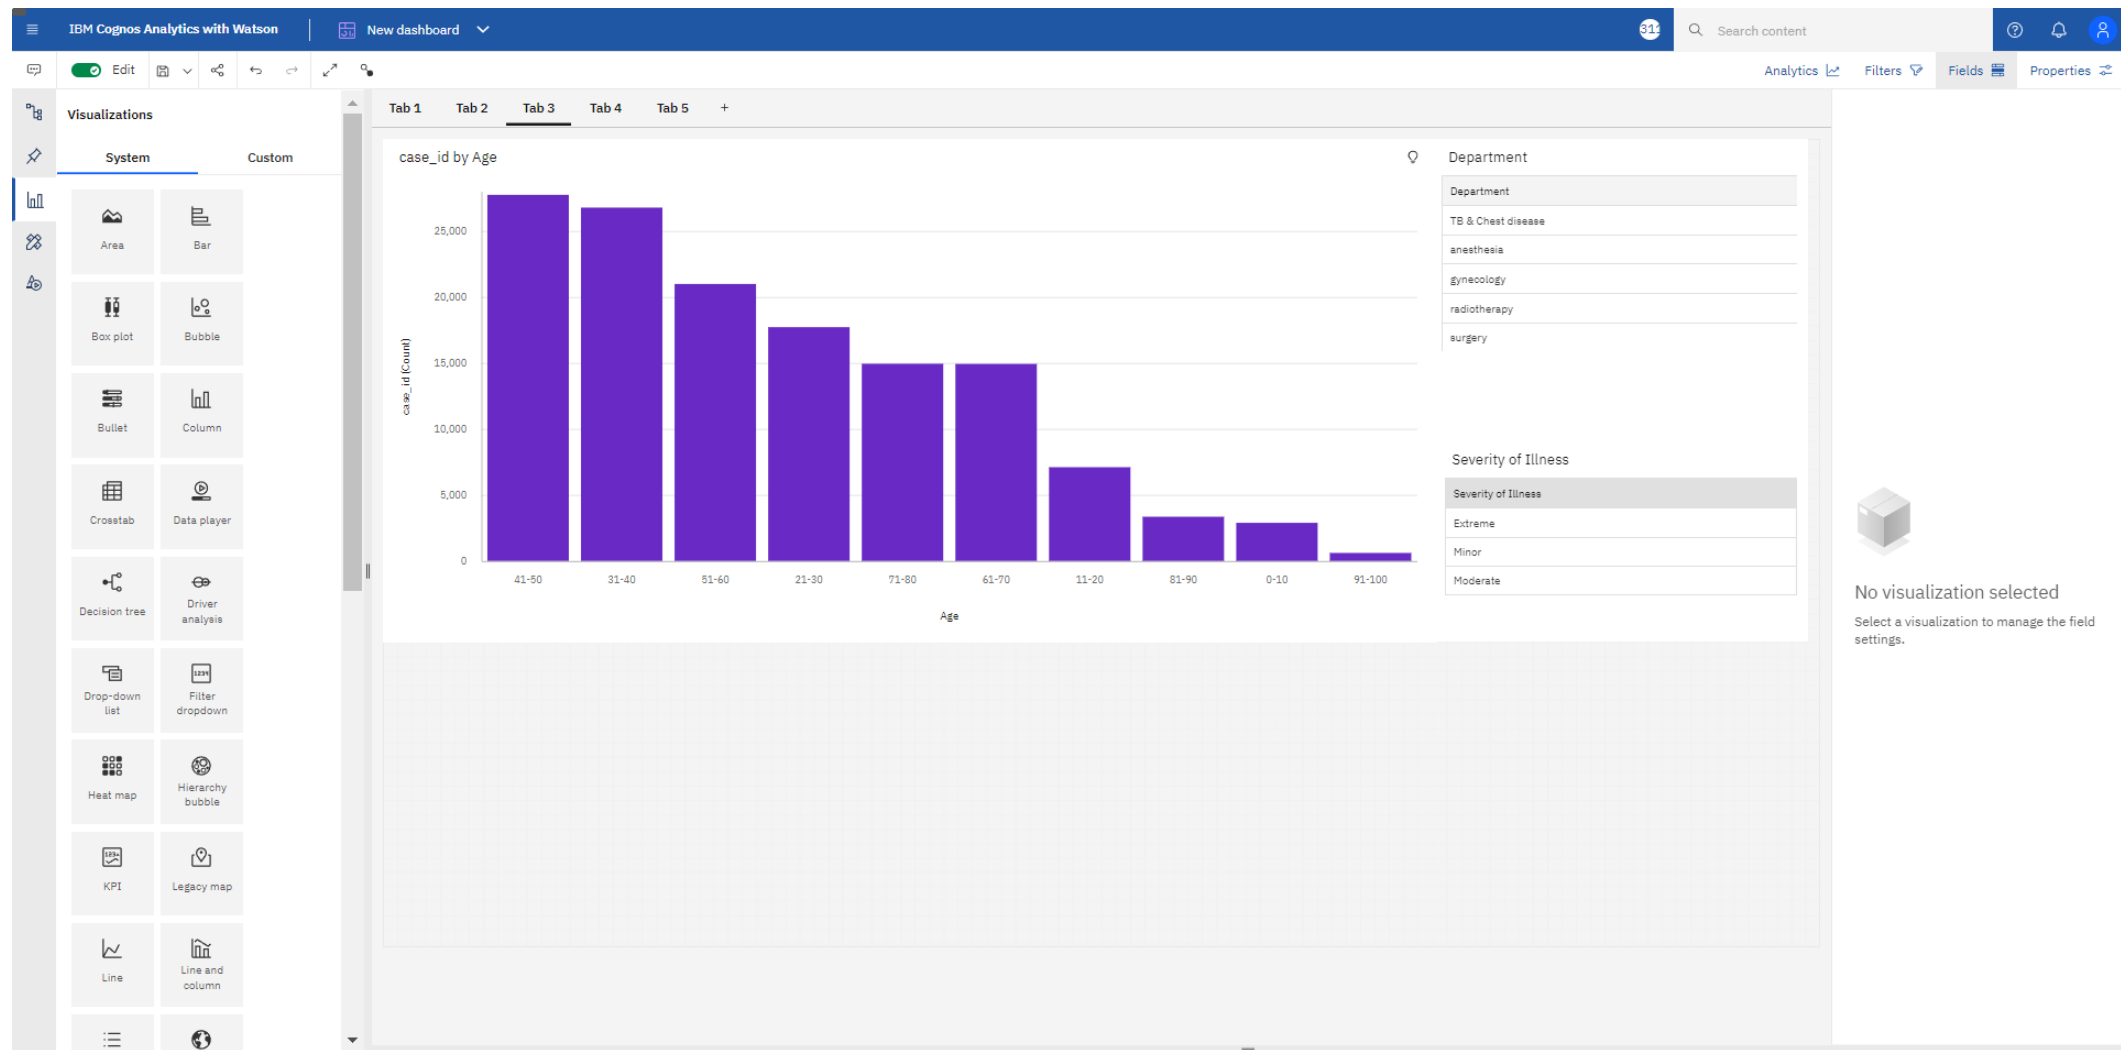 IBM Cognos Analytics with Watson
New dashboard
Search content
Edit
Analytics
Filters
Fields
Properties
Visualizations
System
Custom
Area
Bar
Box plot
Bubble
Bullet
Column
Crosstab
Data player
Decision tree
Driver
analysis
Drop-down
list
Filter
dropdown
Heat map
Hierarchy
bubble
KPI
Legacy map
Line
Line and
column
Tab 1
Tab 2
Tab 3
Tab 4
Tab 5
+
case_id by Age
case_id (Count)
25,000
20,000
15,000
10,000
5,000
0
41-50
31-40
51-60
21-30
71-80
61-70
11-20
81-90
0-10
91-100
Age
Department
Department
TB & Chest disease
anesthesia
gynecology
radiotherapy
surgery
Severity of Illness
Severity of Illness
Extreme
Minor
Moderate
No visualization selected
Select a visualization to manage the field
settings.